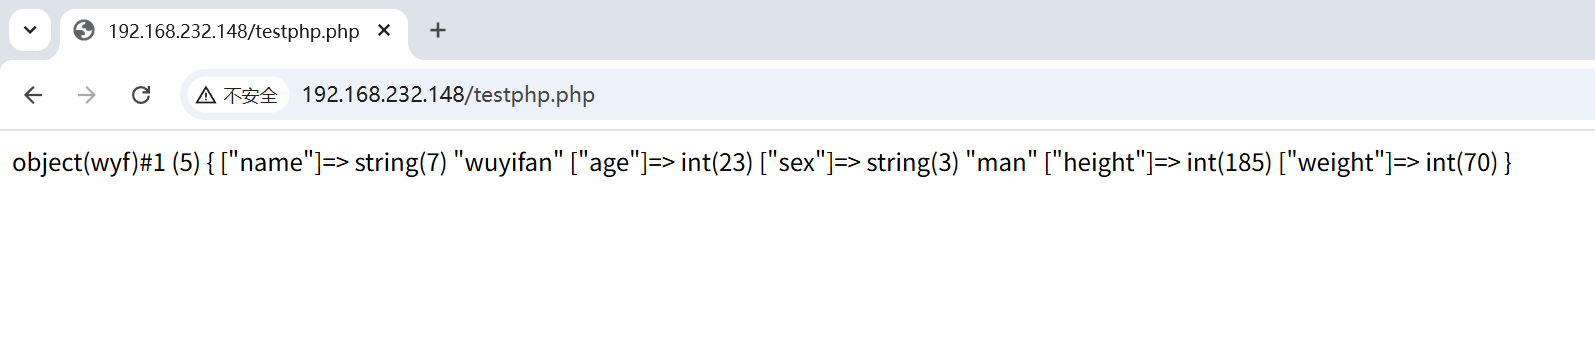 192.168.232.148/testphp.php
不安全 192.168.232.148/testphp.php
object(wyf)#1 (5) { ["name"]=> string(7) "wuyifan" ["age"]=> int(23) ["sex"]=> string(3) "man" ["height"]=> int(185) ["weight"]=> int(70) }